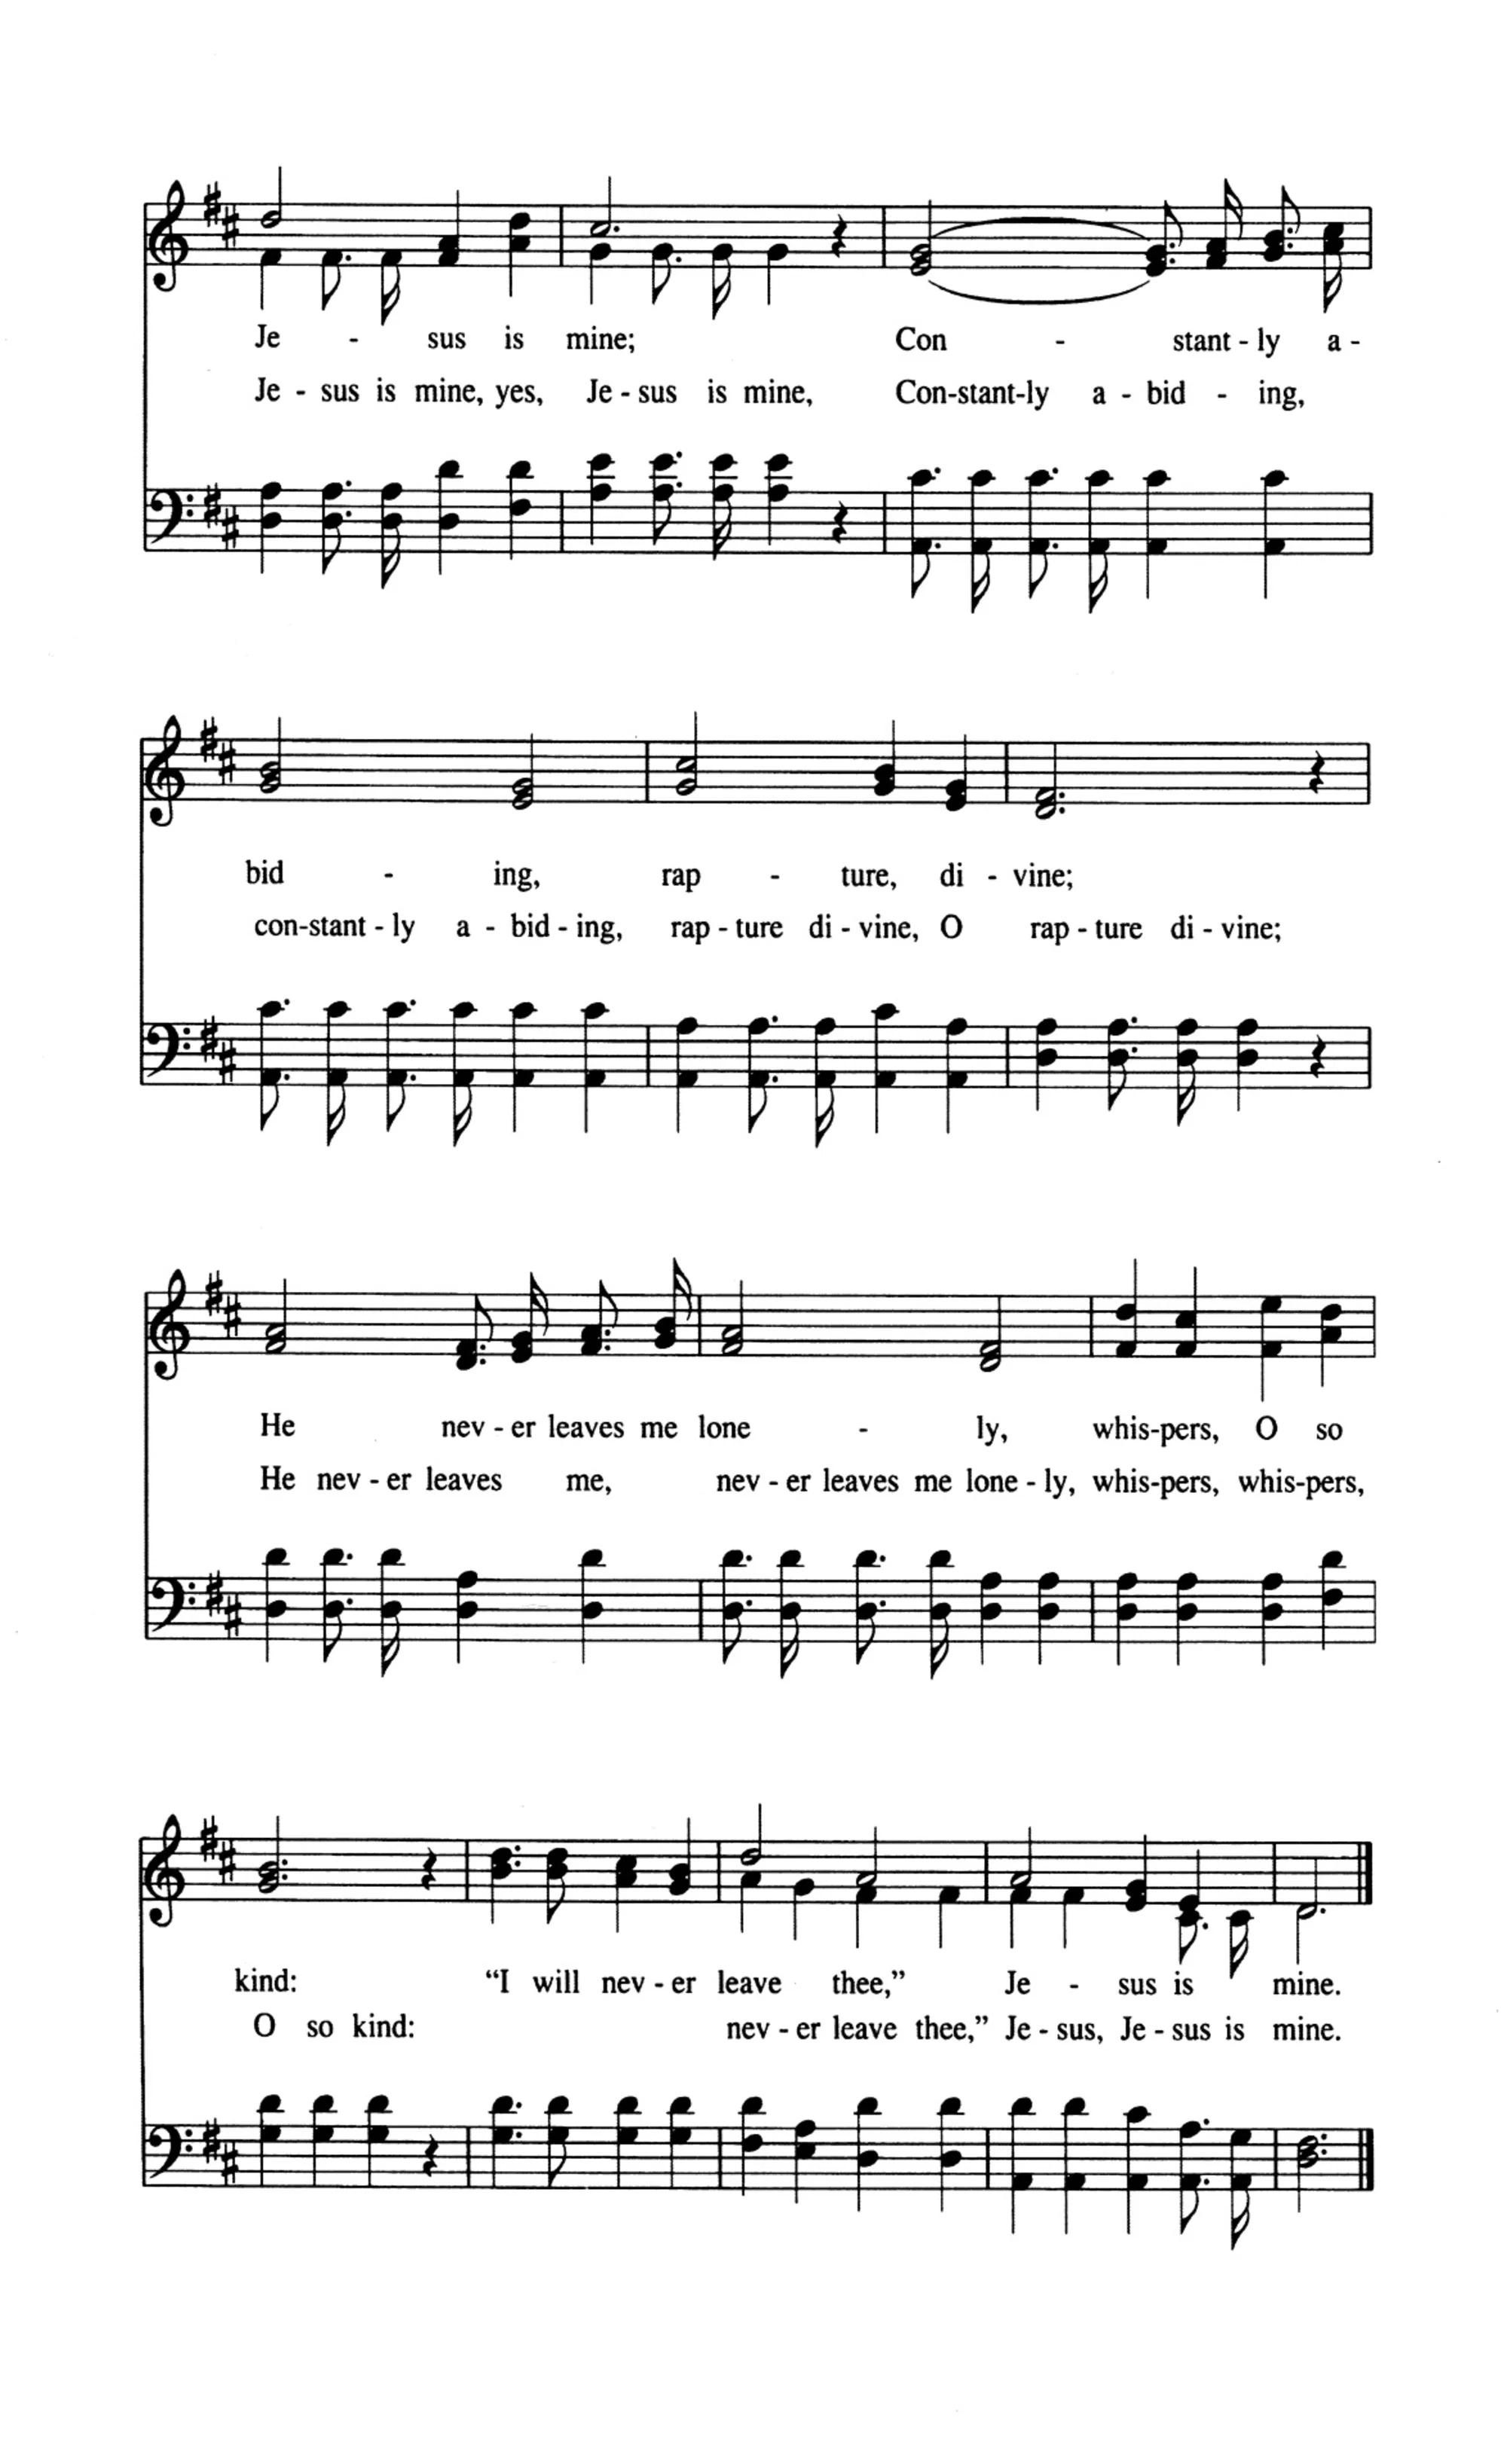 Je - sus is mine; Con - stant - ly a -
Je - sus is mine, yes, Je - sus is mine, Con-stant-ly a - bid - ing,
bid - ing, rap - ture, di - vine;
con-stant - ly a - bid - ing, rap - ture di - vine, O rap - ture di - vine;
He nev - er leaves me lone - ly, whis-pers, O so
He nev - er leaves me, nev - er leaves me lone - ly, whis-pers, whis-pers,
kind: “I will nev - er leave thee,” Je - sus is mine.
O so kind: nev - er leave thee,” Je - sus, Je - sus is mine.